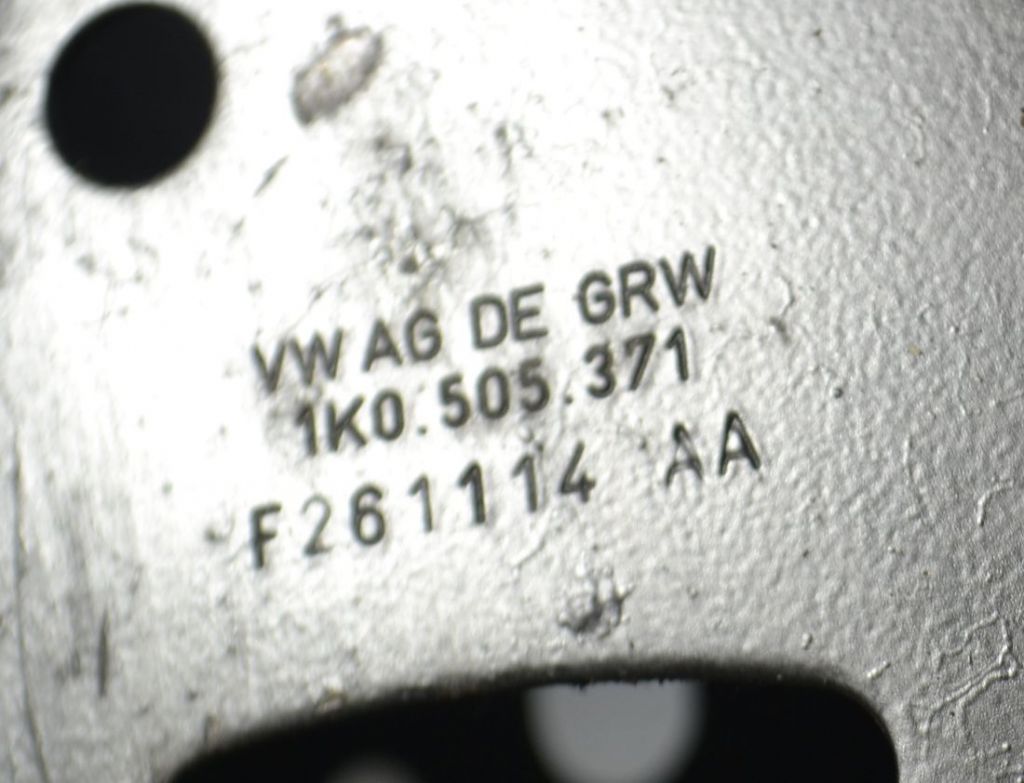 VW AG DE GRW
1K0.505.371
F261114 AA